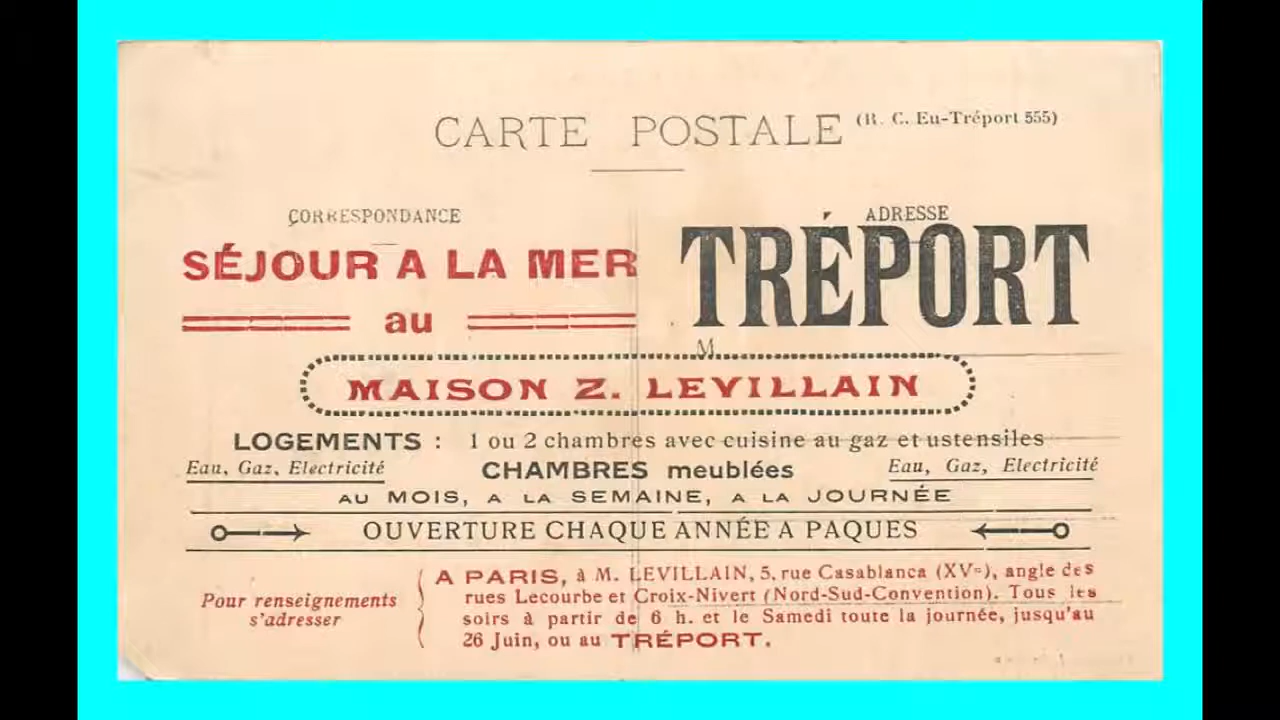 CARTE POSTALE (R. C. Eu-Tréport 555)
CORRESPONDANCE
ADRESSE
SÉJOUR A LA MER
au
TRÉPORT
M
MAISON Z. LEVILLAIN
LOGEMENTS : 1 ou 2 chambres avec cuisine au gaz et ustensiles
Eau, Gaz, Electricité CHAMBRES meublées Eau, Gaz, Electricité
AU MOIS, A LA SEMAINE, A LA JOURNÉE
OUVERTURE CHAQUE ANNÉE A PAQUES
Pour renseignements
s'adresser
A PARIS, à M. LEVILLAIN, 5, rue Casablanca (XVe), angle des
rues Lecourbe et Croix-Nivert (Nord-Sud-Convention). Tous les
soirs à partir de 6 h. et le Samedi toute la journée, jusqu'au
26 Juin, ou au TRÉPORT.